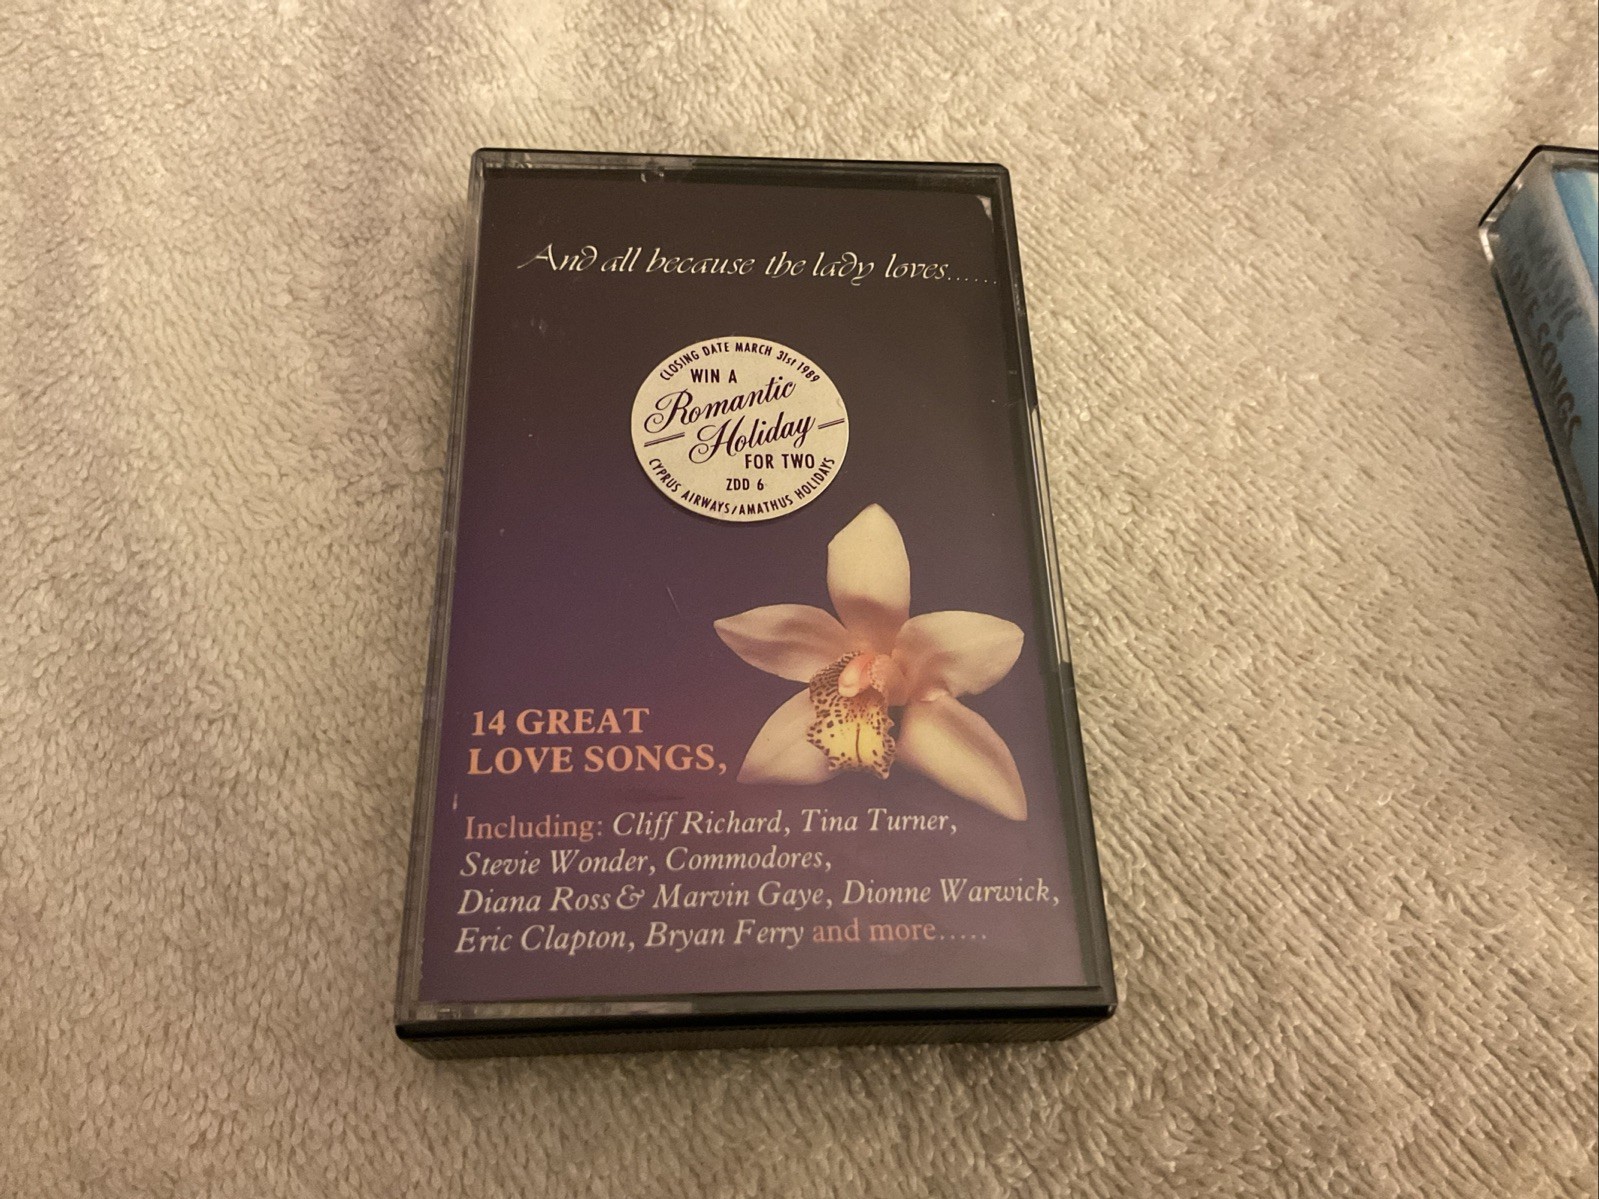 And all because the lady loves......
CLOSING DATE MARCH 31st 1989
WIN A
Romantic
Holiday
FOR TWO
ZDD 6
CYPRUS AIRWAYS/AMATHUS HOLIDAYS
14 GREAT
LOVE SONGS,
Including: Cliff Richard, Tina Turner,
Stevie Wonder, Commodores,
Diana Ross & Marvin Gaye, Dionne Warwick,
Eric Clapton, Bryan Ferry and more.....
SONGS